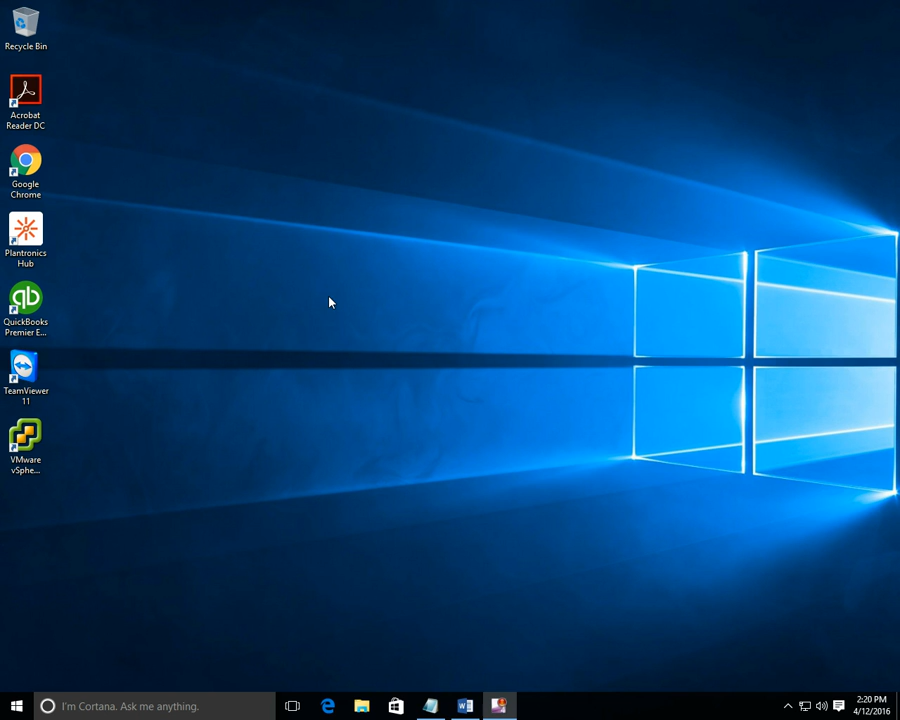 Recycle Bin
Acrobat
Reader DC
Google
Chrome
Plantronics
Hub
qb
QuickBooks
Premier E...
TeamViewer
11
VMware
vSphe...
I'm Cortana. Ask me anything.
2:20 PM
4/12/2016